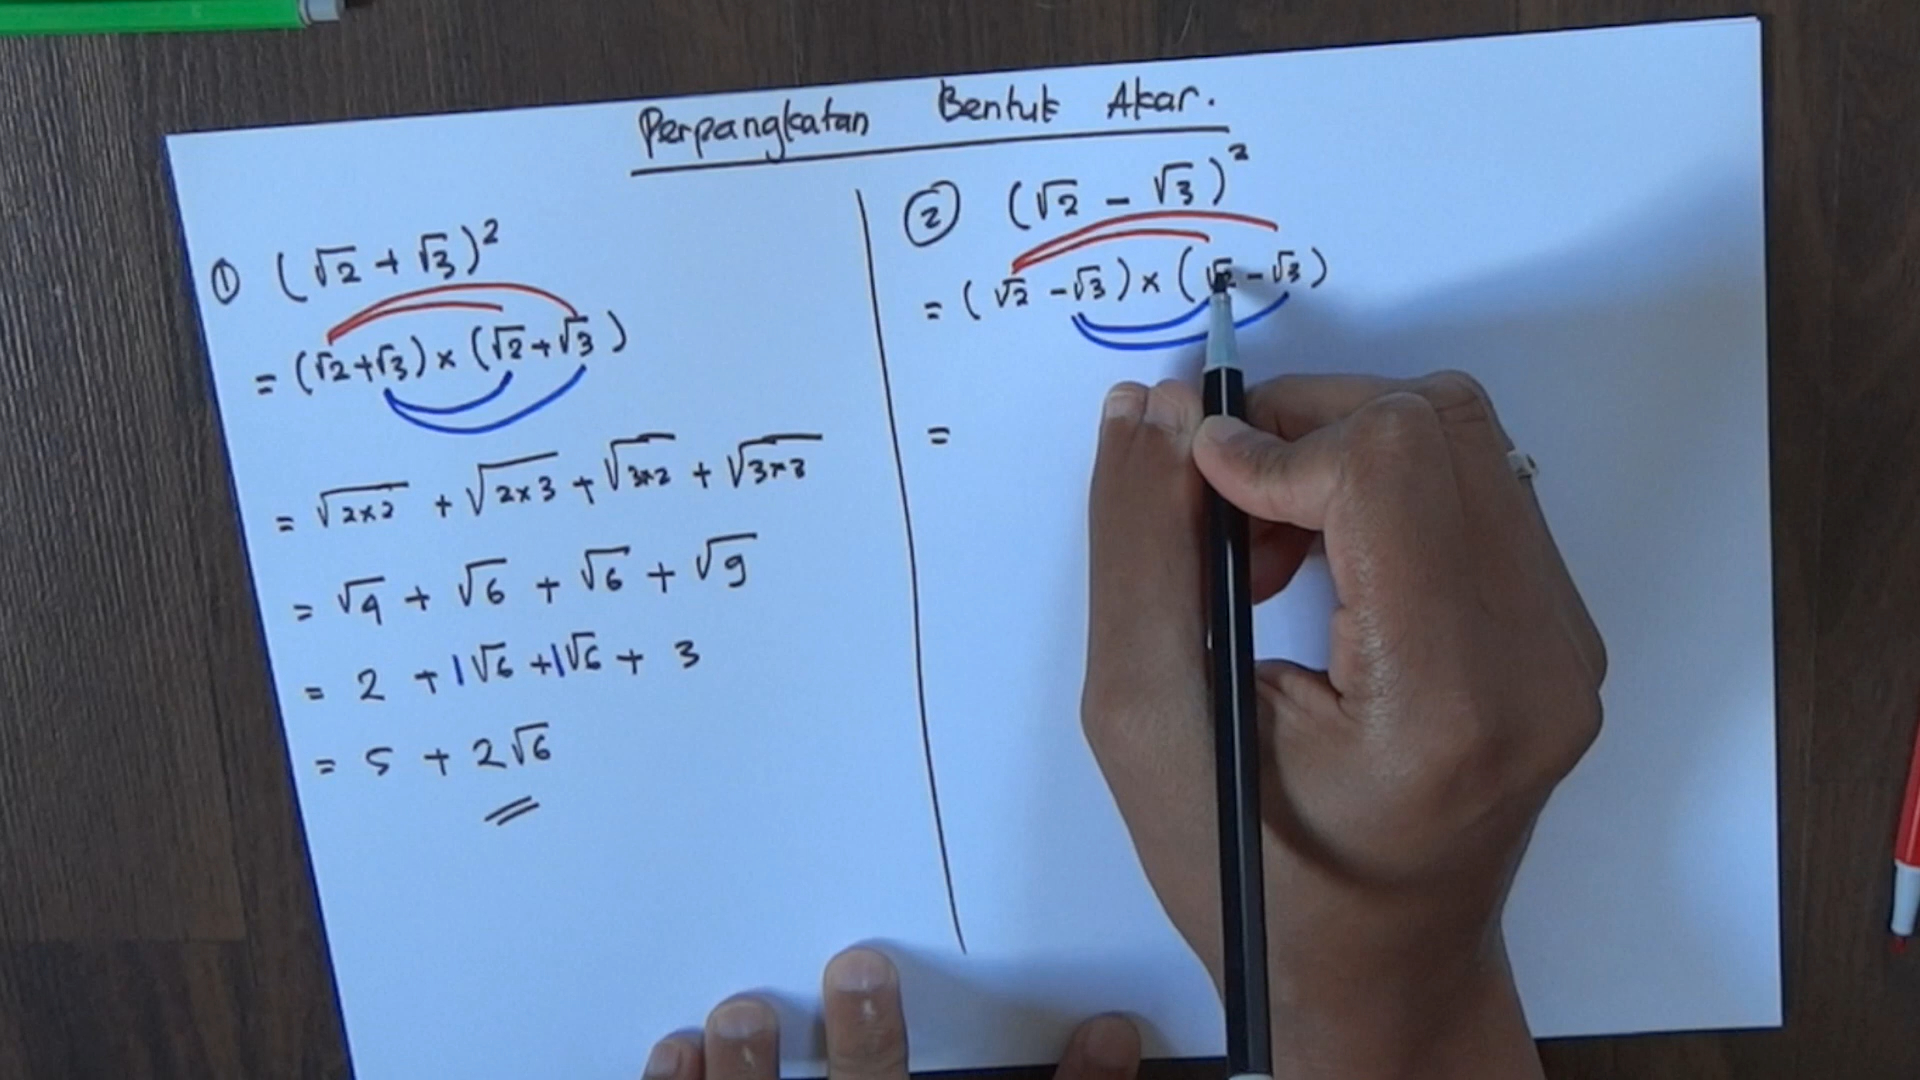 Perpangkatan Bentuk Akar.
① (√2 + √3)²
= (√2+√3) × (√2+√3)
= √2×2 + √2×3 + √3×2 + √3×3
= √4 + √6 + √6 + √9
= 2 + 1√6 + 1√6 + 3
= 5 + 2√6
② (√2 - √3)²
= (√2 - √3) × (√2 - √3)
=